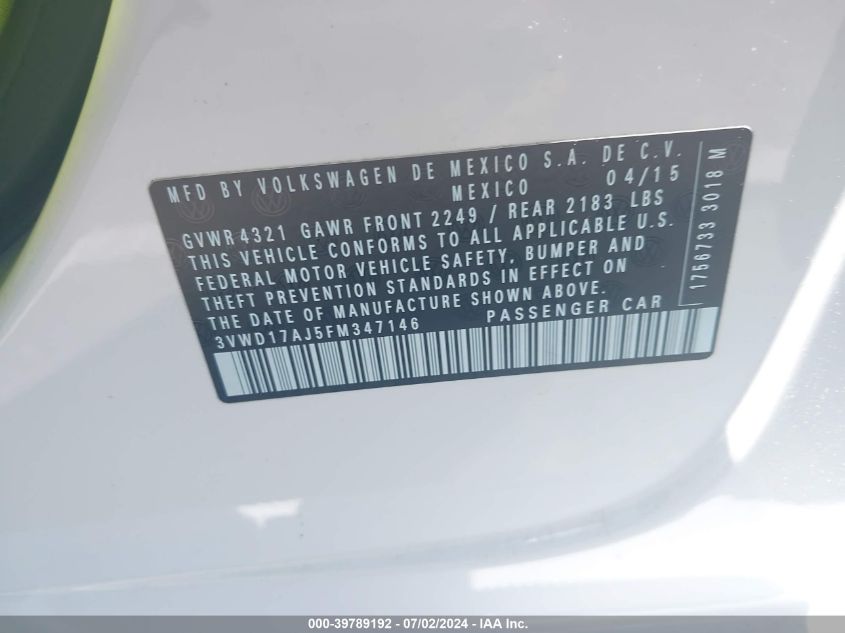 MFD BY VOLKSWAGEN DE MEXICO S.A. DE C.V.
MEXICO 04/15
GVWR 4321 GAWR FRONT 2249 / REAR 2183 LBS
THIS VEHICLE CONFORMS TO ALL APPLICABLE U.S.
FEDERAL MOTOR VEHICLE SAFETY, BUMPER AND
THEFT PREVENTION STANDARDS IN EFFECT ON
THE DATE OF MANUFACTURE SHOWN ABOVE.
3VWD17AJ5FM347146 PASSENGER CAR
1756733 3018 M
000-39789192 - 07/02/2024 - IAA Inc.